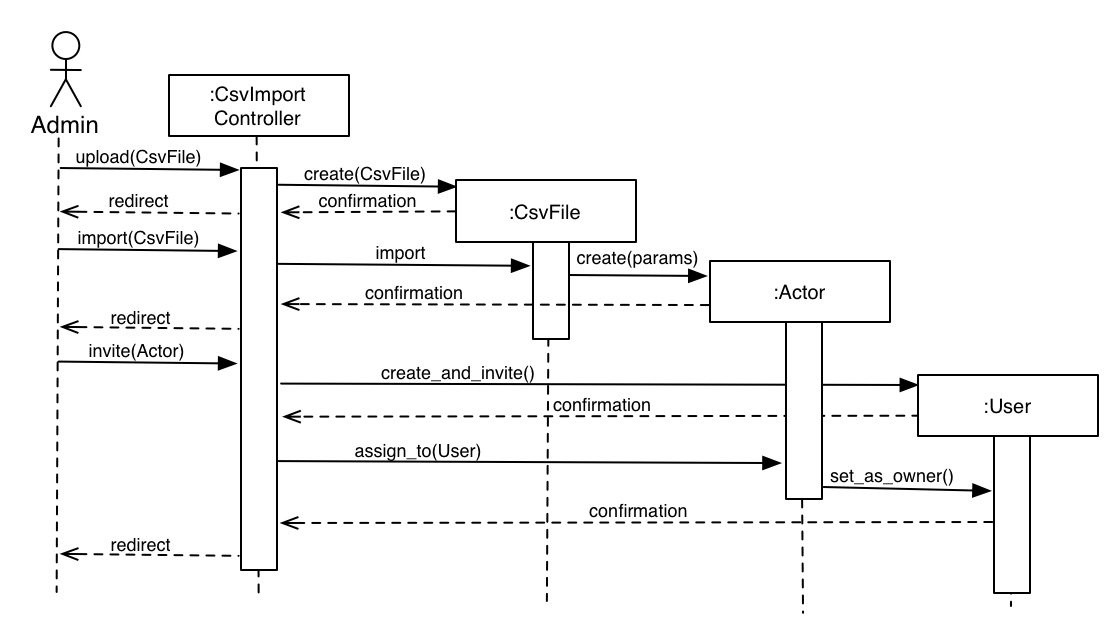 Admin
:CsvImport
Controller
upload(CsvFile)
create(CsvFile)
redirect
confirmation
:CsvFile
import(CsvFile)
import
create(params)
:Actor
confirmation
redirect
invite(Actor)
create_and_invite()
:User
confirmation
assign_to(User)
set_as_owner()
confirmation
redirect